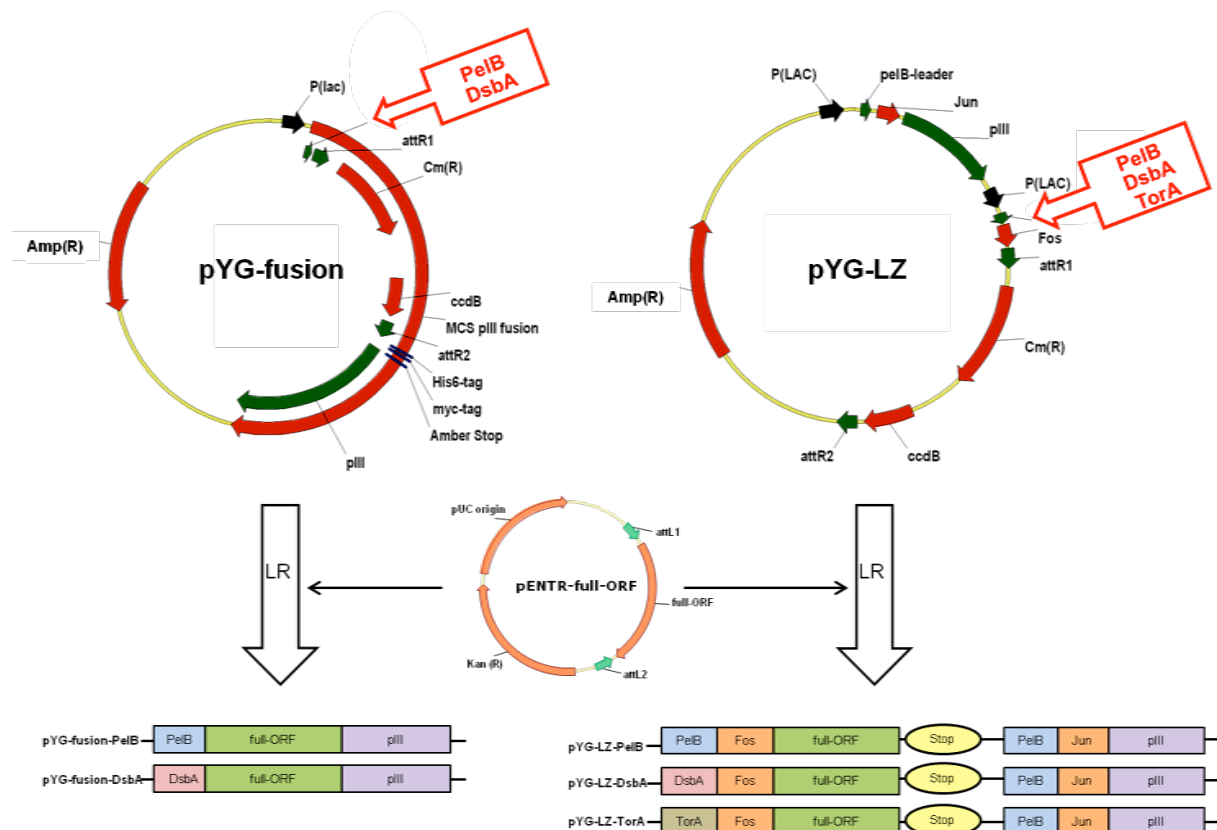 P(lac)
PelB
DsbA
attR1
Cm(R)
Amp(R)
pYG-fusion
ccdB
MCS pIII fusion
attR2
His6-tag
myc-tag
Amber Stop
pIII
P(LAC)
pelB-leader
Jun
pIII
P(LAC)
PelB
DsbA
TorA
Fos
attR1
pYG-LZ
Amp(R)
Cm(R)
attR2
ccdB
LR
pUC origin
attL1
pENTR-full-ORF
full-ORF
Kan (R)
attL2
LR
pYG-fusion-PelB PelB full-ORF pIII
pYG-fusion-DsbA DsbA full-ORF pIII
pYG-LZ-PelB PelB Fos full-ORF Stop PelB Jun pIII
pYG-LZ-DsbA DsbA Fos full-ORF Stop PelB Jun pIII
pYG-LZ-TorA TorA Fos full-ORF Stop PelB Jun pIII